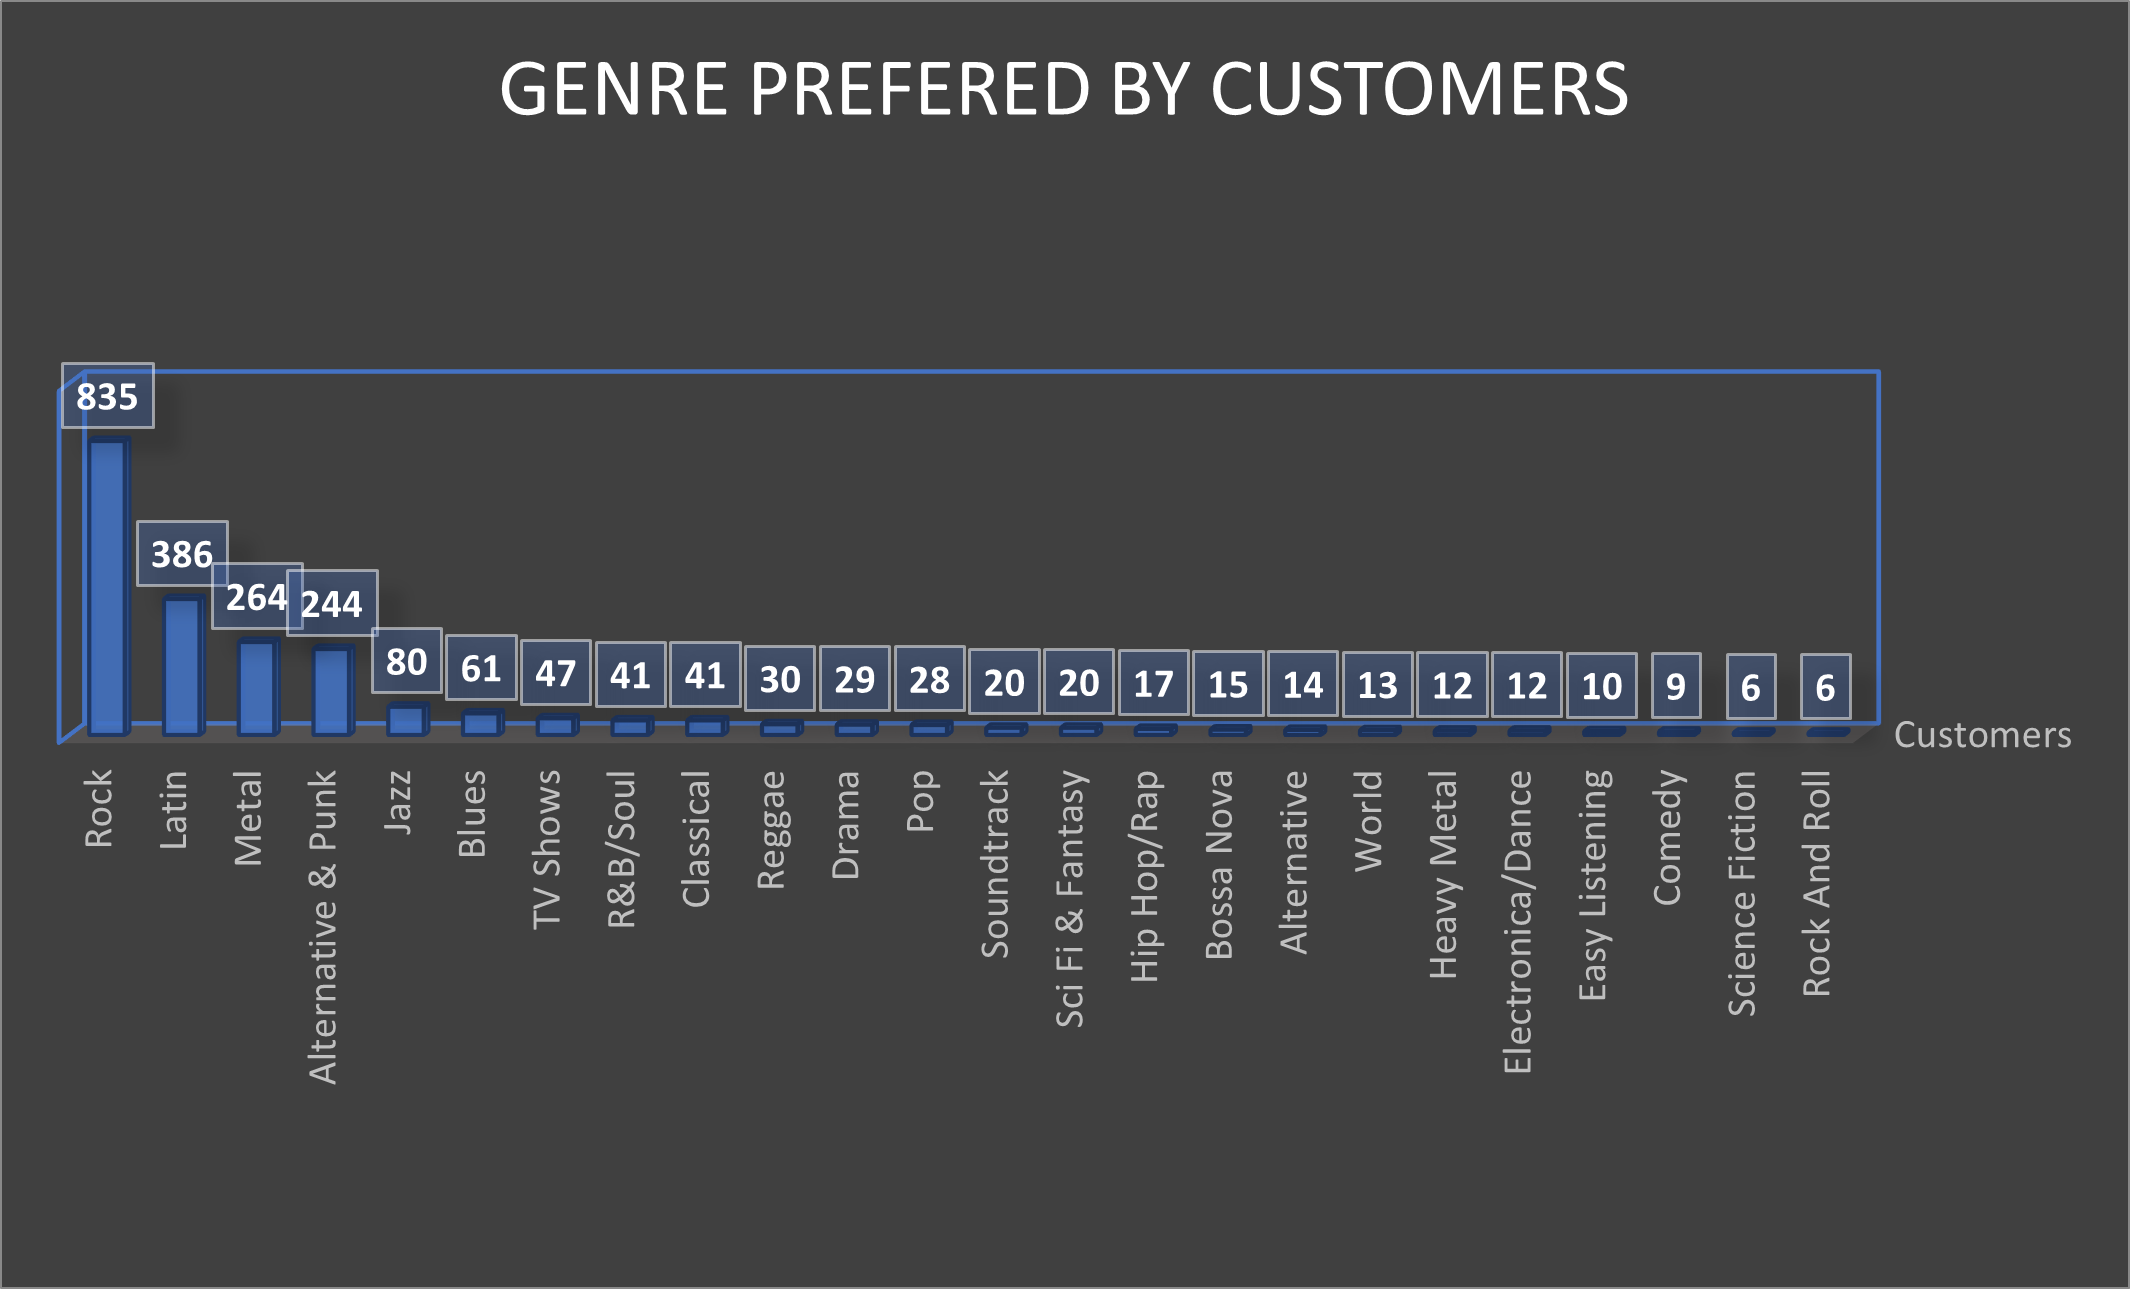 GENRE PREFERED BY CUSTOMERS
835
386
264
244
80
61
47
41
41
30
29
28
20
20
17
15
14
13
12
12
10
9
6
6
Customers
Rock
Latin
Metal
Alternative & Punk
Jazz
Blues
TV Shows
R&B/Soul
Classical
Reggae
Drama
Pop
Soundtrack
Sci Fi & Fantasy
Hip Hop/Rap
Bossa Nova
Alternative
World
Heavy Metal
Electronica/Dance
Easy Listening
Comedy
Science Fiction
Rock And Roll